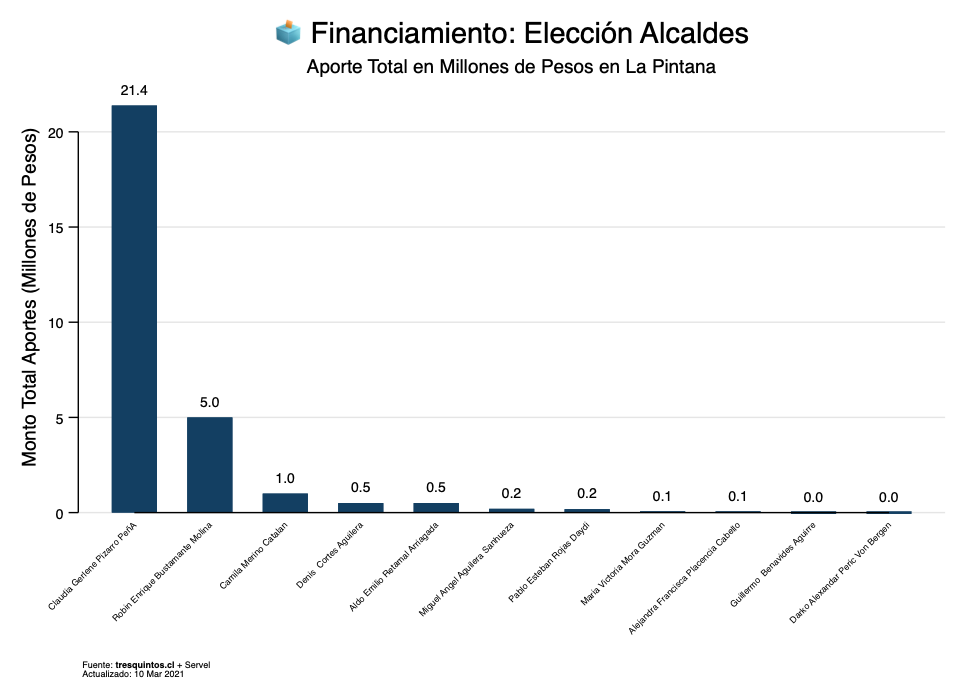 Financiamiento: Elección Alcaldes
Aporte Total en Millones de Pesos en La Pintana
Monto Total Aportes (Millones de Pesos)
20
15
10
5
0
21.4
5.0
1.0
0.5
0.5
0.2
0.2
0.1
0.1
0.0
0.0
Claudia Gerlene Pizarro PeñA
Robin Enrique Bustamante Molina
Camila Merino Catalan
Denis Cortes Aguilera
Aldo Emilio Retamal Arriagada
Miguel Angel Aguilera Sanhueza
Pablo Esteban Rojas Daydi
Maria Victoria Mora Guzman
Alejandra Francisca Placencia Cabello
Guillermo Benavides Aguirre
Darko Alexandar Peric Von Bergen
Fuente: tresquintos.cl + Servel
Actualizado: 10 Mar 2021